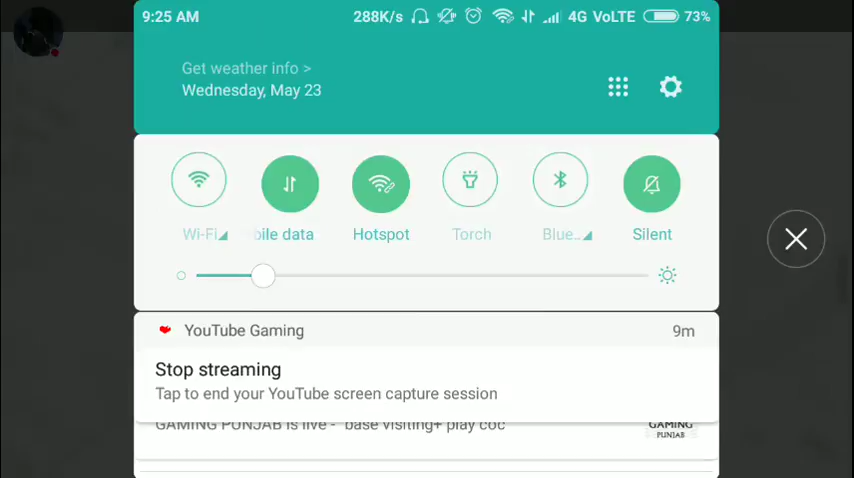 9:25 AM 288K/s 4G VoLTE 73%
Get weather info >
Wednesday, May 23
Wi-Fi bile data Hotspot Torch Blue... Silent
YouTube Gaming 9m
Stop streaming
Tap to end your YouTube screen capture session
GAMING PUNJAB is live - base visiting+ play coc
GAMING
PUNJAB